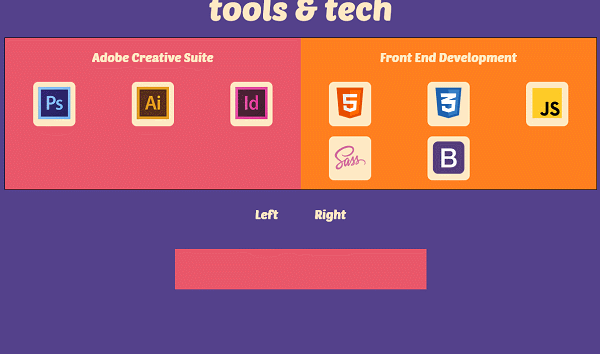 tools & tech
Adobe Creative Suite
Front End Development
Ps Ai Id
5 3 JS
Sass B
Left Right